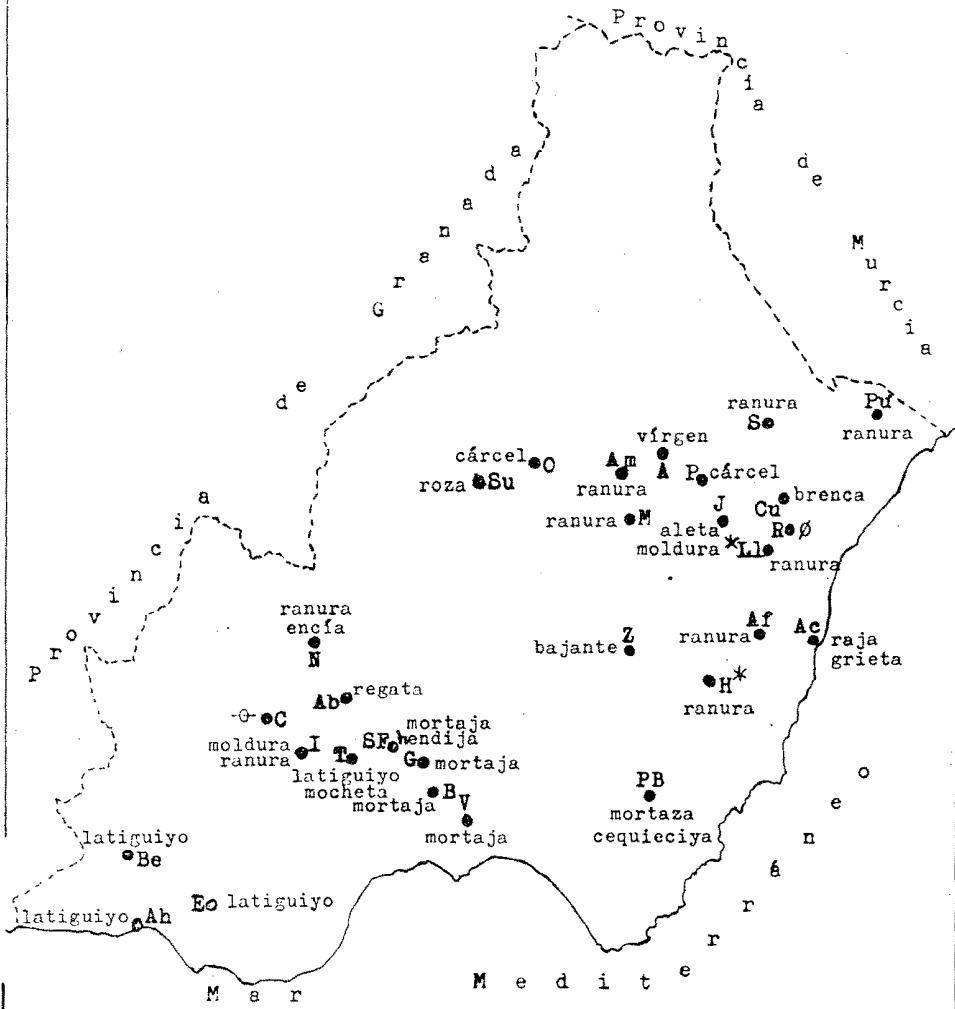 Provincia de Murcia
Provincia de Granada
ranura
S
Pu
ranura
vírgen
A
cárcel
O
Am
ranura
P
cárcel
roza
Su
brenca
Cu
ranura
M
J
aleta
moldura *
R Ø
Ll
ranura
ranura
encía
N
bajante
Z
ranura
Af
Ac
raja
grieta
H*
ranura
Ab
regata
-O- C
moldura
ranura
I
T
latiguiyo
mocheta
SF
mortaja
hendija
G
mortaja
mortaja
B
V
mortaja
PB
mortaza
cequieciya
latiguiyo
Be
E
latiguiyo
latiguiyo
Ah
Mar Mediterráneo